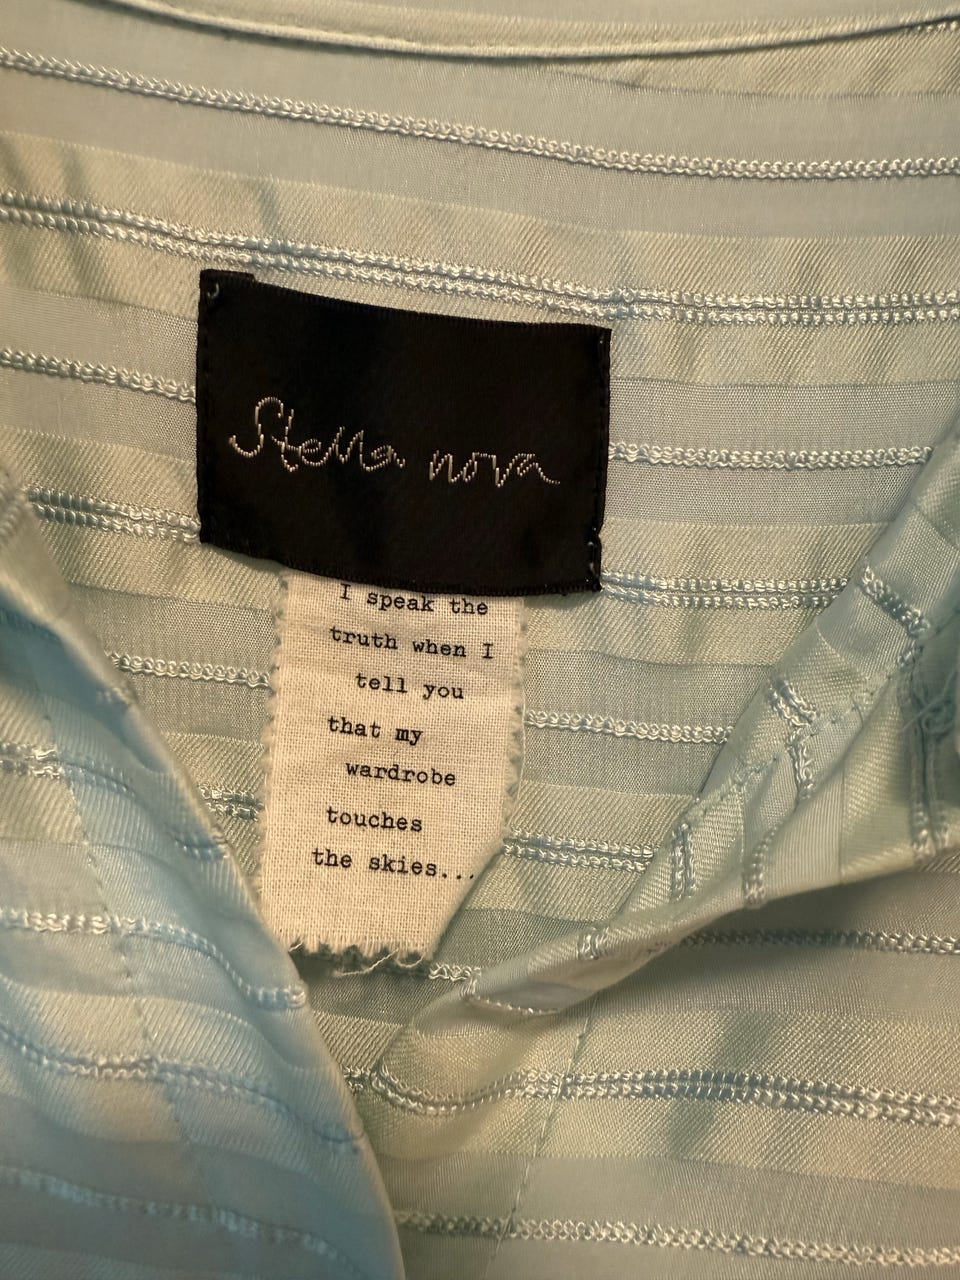 Stella nova
I speak the
truth when I
tell you
that my
wardrobe
touches
the skies...